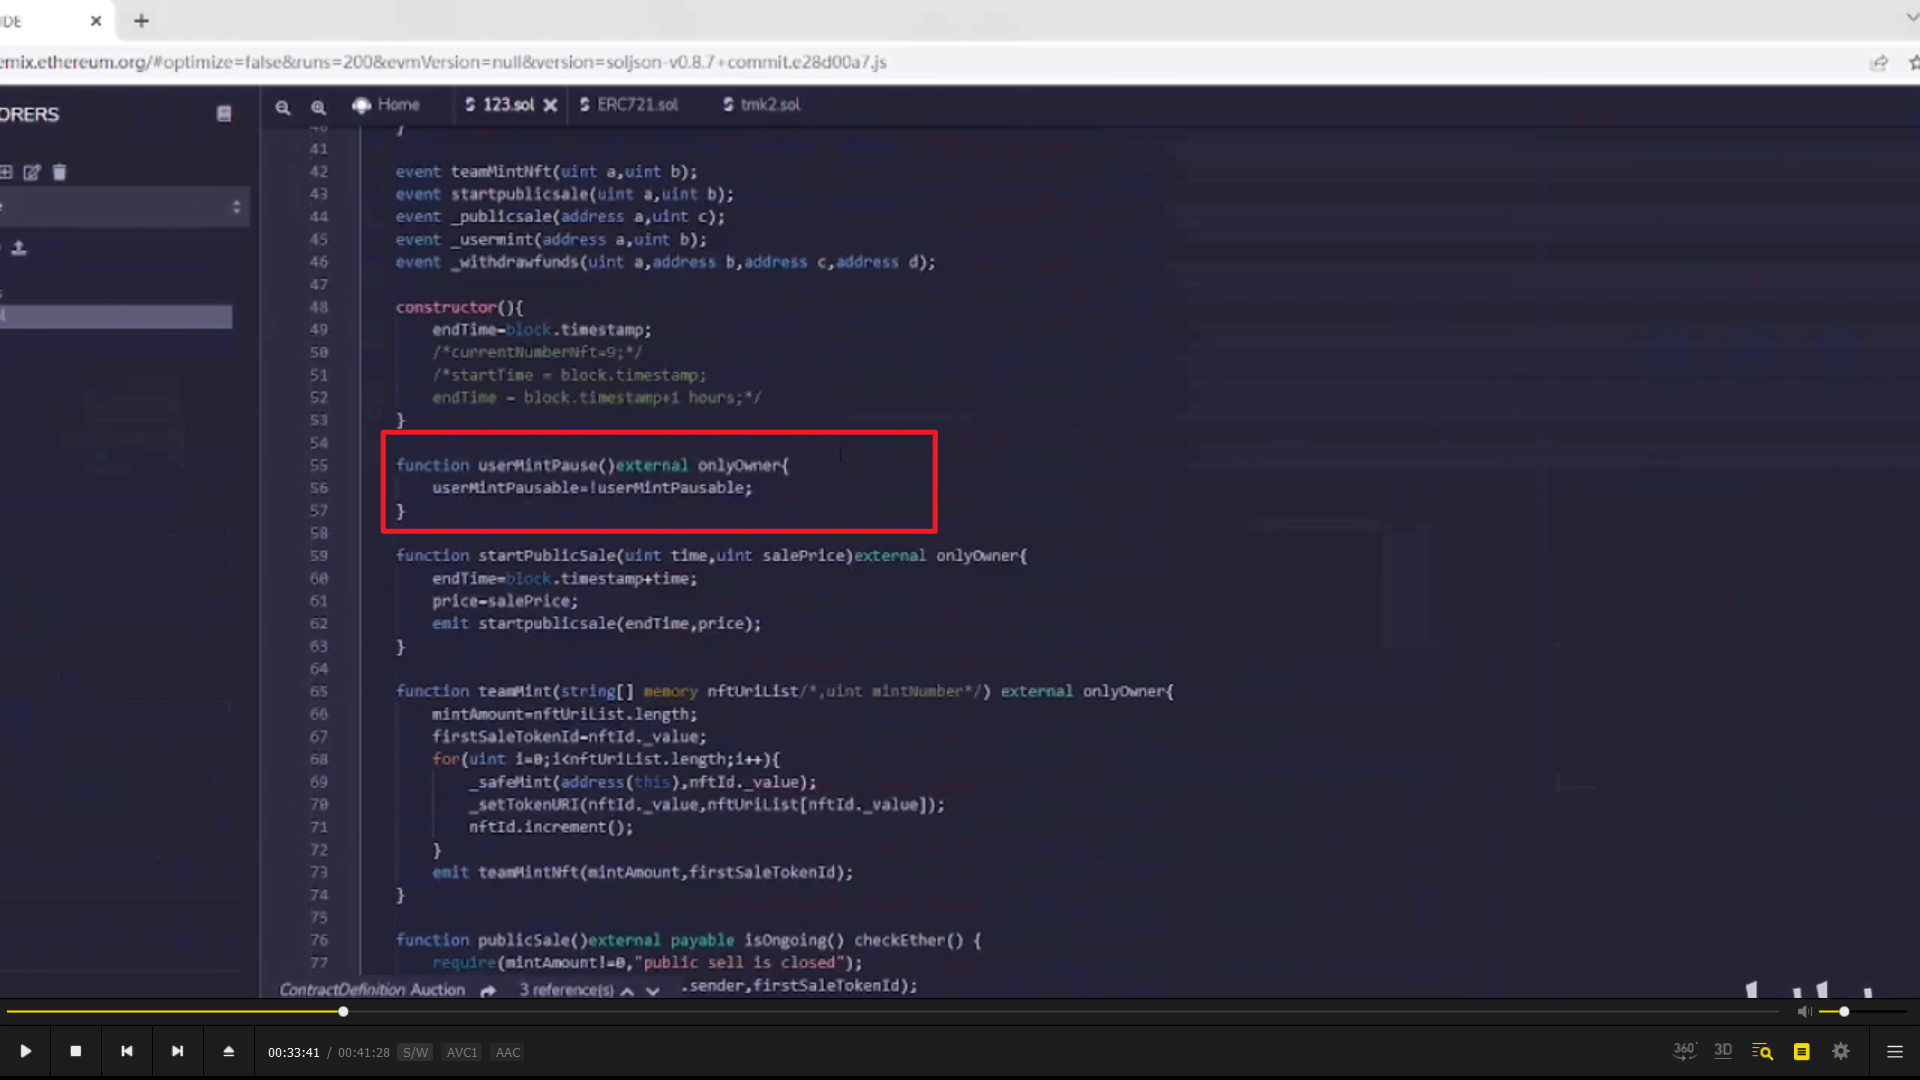 IDE
emix.ethereum.org/#optimize=false&runs=200&evmVersion=null&version=soljson-v0.8.7+commit.e28d00a7.js
ORERS
Home
123.sol
ERC721.sol
tmk2.sol
40 }
41
42 event teamMintNft(uint a,uint b);
43 event startpublicsale(uint a,uint b);
44 event _publicsale(address a,uint c);
45 event _usermint(address a,uint b);
46 event _withdrawfunds(uint a,address b,address c,address d);
47
48 constructor(){
49 endTime=block.timestamp;
50 /*currentNumberNft=9;*/
51 /*startTime = block.timestamp;
52 endTime = block.timestamp+1 hours;*/
53 }
54
55 function userMintPause()external onlyOwner{
56 userMintPausable=!userMintPausable;
57 }
58
59 function startPublicSale(uint time,uint salePrice)external onlyOwner{
60 endTime=block.timestamp+time;
61 price=salePrice;
62 emit startpublicsale(endTime,price);
63 }
64
65 function teamMint(string[] memory nftUriList/*,uint mintNumber*/) external onlyOwner{
66 mintAmount=nftUriList.length;
67 firstSaleTokenId=nftId._value;
68 for(uint i=0;i<nftUriList.length;i++){
69 _safeMint(address(this),nftId._value);
70 _setTokenURI(nftId._value,nftUriList[nftId._value]);
71 nftId.increment();
72 }
73 emit teamMintNft(mintAmount,firstSaleTokenId);
74 }
75
76 function publicSale()external payable isOngoing() checkEther() {
77 require(mintAmount!=0,"public sell is closed");
.sender,firstSaleTokenId);
ContractDefinition Auction 3 reference(s)
00:33:41 / 00:41:28 S/W AVC1 AAC
360° 3D